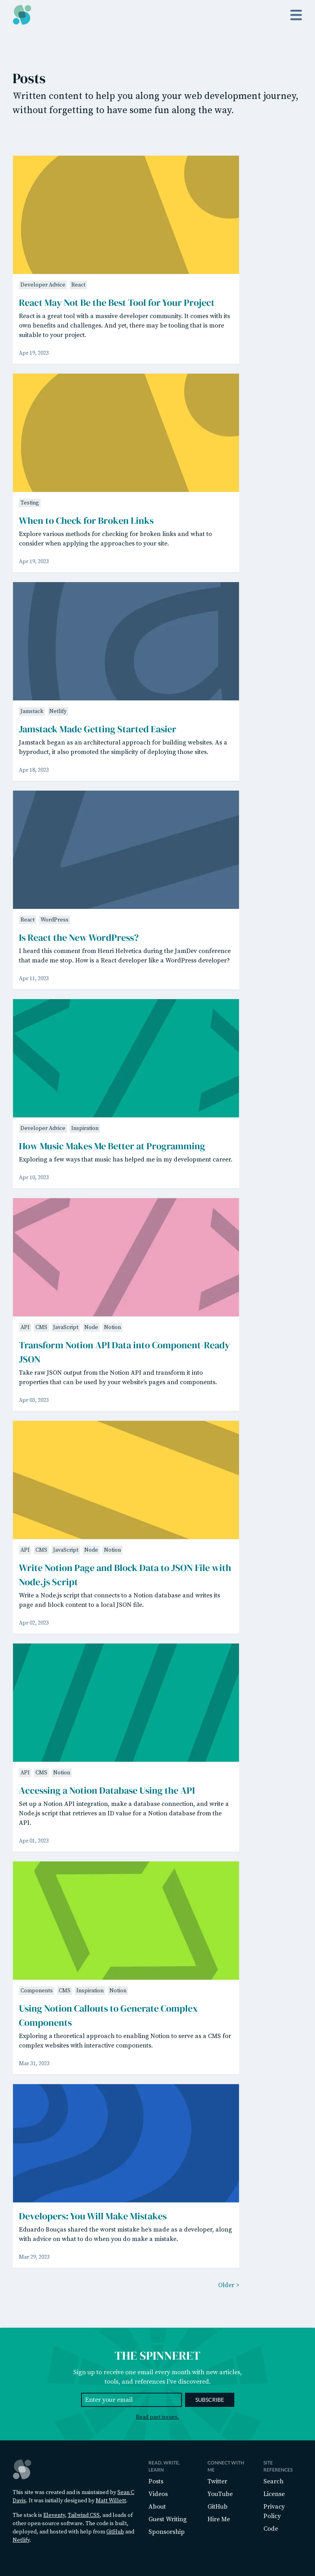 Posts
Written content to help you along your web development journey,
without forgetting to have some fun along the way.
Developer Advice React
React May Not Be the Best Tool for Your Project
React is a great tool with a massive developer community. It comes with its
own benefits and challenges. And yet, there may be tooling that is more
suitable to your project.
Apr 19, 2023
Testing
When to Check for Broken Links
Explore various methods for checking for broken links and what to
consider when applying the approaches to your site.
Apr 19, 2023
Jamstack Netlify
Jamstack Made Getting Started Easier
Jamstack began as an architectural approach for building websites. As a
byproduct, it also promoted the simplicity of deploying those sites.
Apr 18, 2023
React WordPress
Is React the New WordPress?
I heard this comment from Henri Helvetica during the JamDev conference
that made me stop. How is a React developer like a WordPress developer?
Apr 11, 2023
Developer Advice Inspiration
How Music Makes Me Better at Programming
Exploring a few ways that music has helped me in my development career.
Apr 10, 2023
API CMS JavaScript Node Notion
Transform Notion API Data into Component-Ready
JSON
Take raw JSON output from the Notion API and transform it into
properties that can be used by your website's pages and components.
Apr 03, 2023
API CMS JavaScript Node Notion
Write Notion Page and Block Data to JSON File with
Node.js Script
Write a Node.js script that connects to a Notion database and writes its
page and block content to a local JSON file.
Apr 02, 2023
API CMS Notion
Accessing a Notion Database Using the API
Set up a Notion API integration, make a database connection, and write a
Node.js script that retrieves an ID value for a Notion database from the
API.
Apr 01, 2023
Components CMS Inspiration Notion
Using Notion Callouts to Generate Complex
Components
Exploring a theoretical approach to enabling Notion to serve as a CMS for
complex websites with interactive components.
Mar 31, 2023
Developers: You Will Make Mistakes
Eduardo Bouças shared the worst mistake he's made as a developer, along
with advice on what to do when you do make a mistake.
Mar 29, 2023
Older >
THE SPINNERET
Sign up to receive one email every month with new articles,
tools, and references I've discovered.
Enter your email SUBSCRIBE
Read past issues.
This site was created and is maintained by Sean C
Davis. It was initially designed by Matt Willett.
The stack is Eleventy, Tailwind CSS, and loads of
other open-source software. The code is built,
deployed, and hosted with help from GitHub and
Netlify.
READ, WRITE,
LEARN
Posts
Videos
About
Guest Writing
Sponsorship
CONNECT WITH
ME
Twitter
YouTube
GitHub
Hire Me
SITE
REFERENCES
Search
License
Privacy
Policy
Code